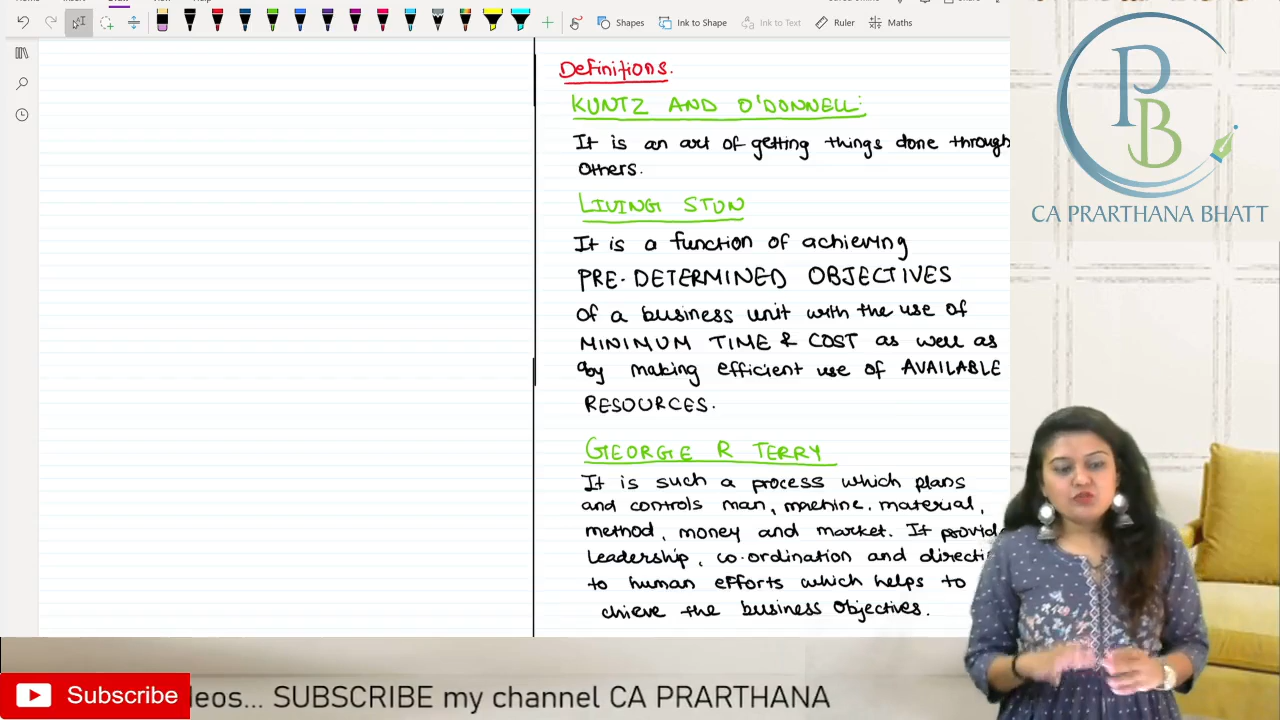 Shapes
Ink to Shape
Ink to Text
Ruler
Maths
Definitions.
KUNTZ AND O'DONNELL:
It is an art of getting things done through
others.
LIVING STON
It is a function of achieving
PRE-DETERMINED OBJECTIVES
of a business unit with the use of
MINIMUM TIME & COST as well as
by making efficient use of AVAILABLE
RESOURCES.
GEORGE R TERRY
It is such a process which plans
and controls man, machine, material,
method, money and market. It provid
leadership, co-ordination and directi
to human efforts which helps to
chieve the business objectives.
PB
CA PRARTHANA BHATT
Subscribe
deos... SUBSCRIBE my channel CA PRARTHANA